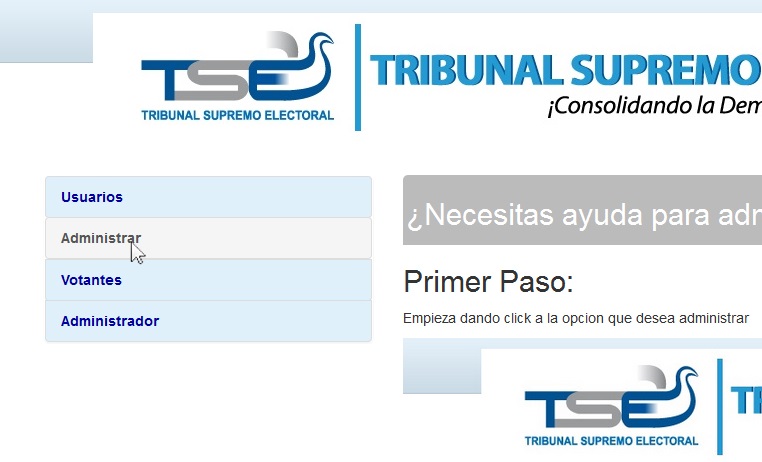 TSE
TRIBUNAL SUPREMO ELECTORAL
TRIBUNAL SUPREMO
¡Consolidando la Dem
Usuarios
Administrar
Votantes
Administrador
¿Necesitas ayuda para adm
Primer Paso:
Empieza dando click a la opcion que desea administrar
TSE
TRIBUNAL SUPREMO ELECTORAL